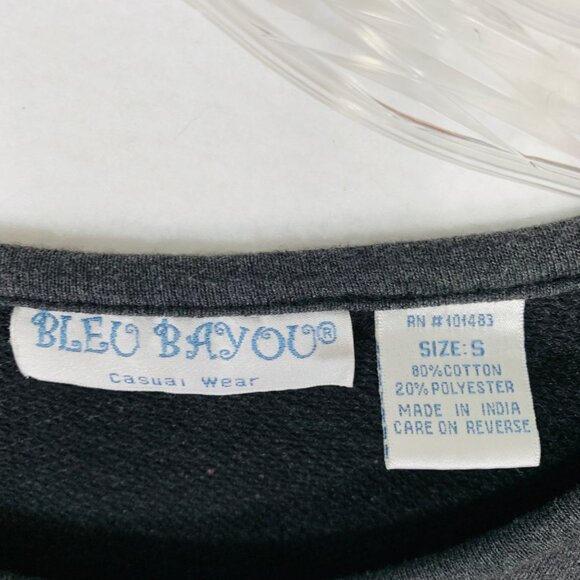 BLEU BAYOU®
Casual Wear
RN #101483
SIZE:S
80%COTTON
20%POLYESTER
MADE IN INDIA
CARE ON REVERSE